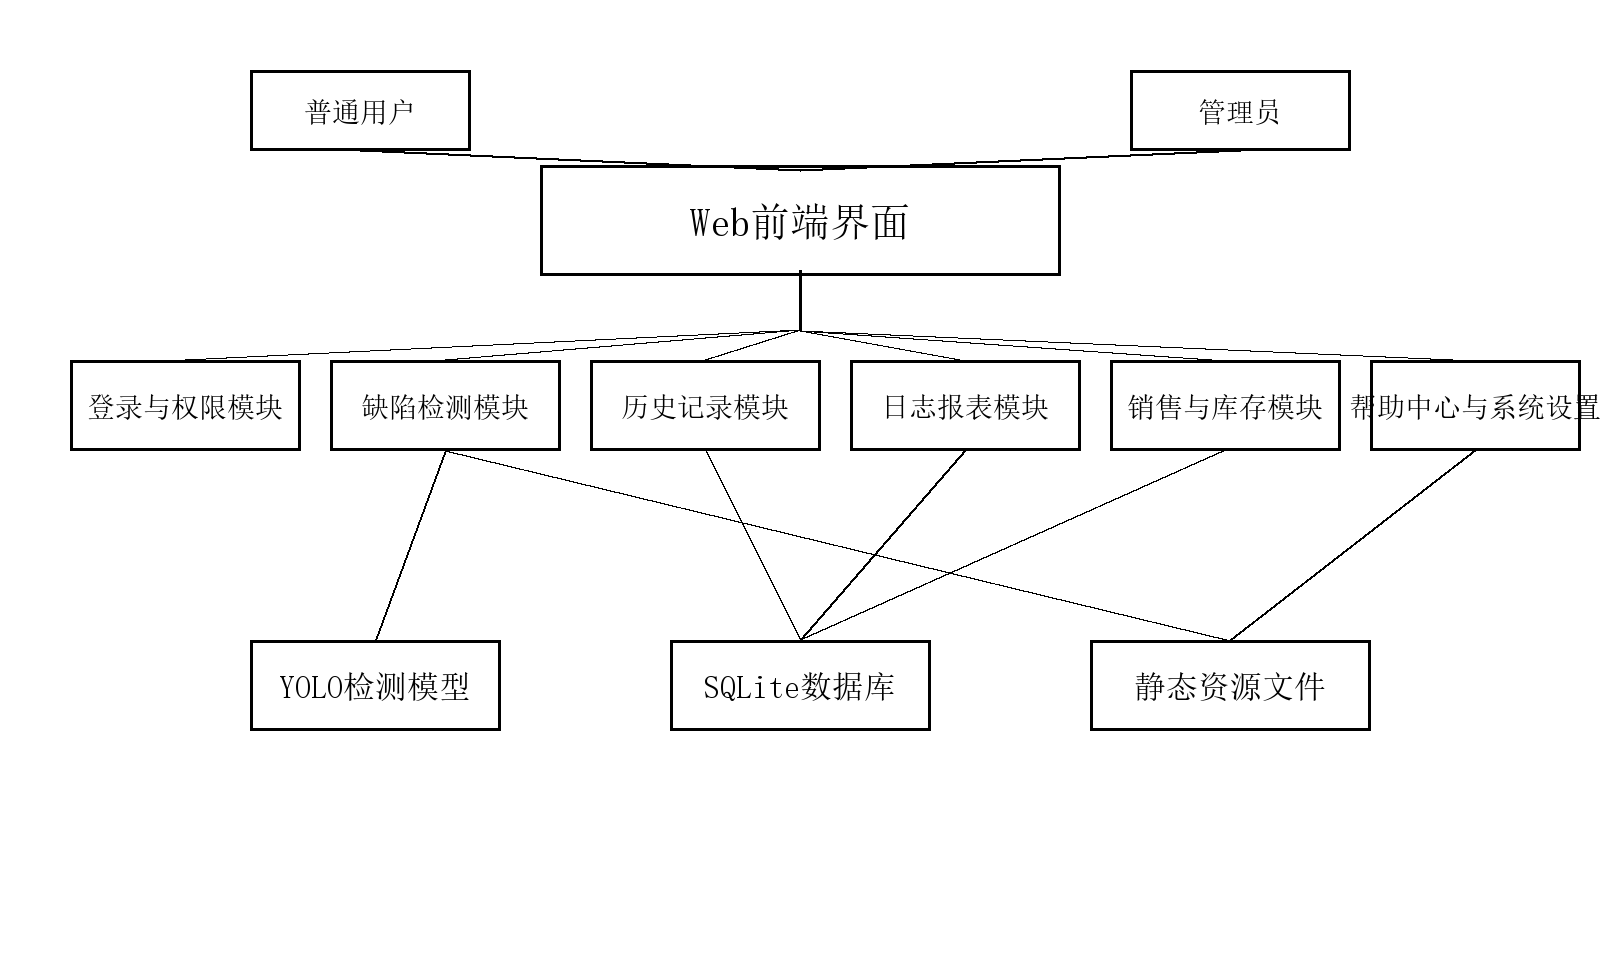 普通用户
管理员
Web前端界面
登录与权限模块
缺陷检测模块
历史记录模块
日志报表模块
销售与库存模块
帮助中心与系统设置
YOLO检测模型
SQLite数据库
静态资源文件